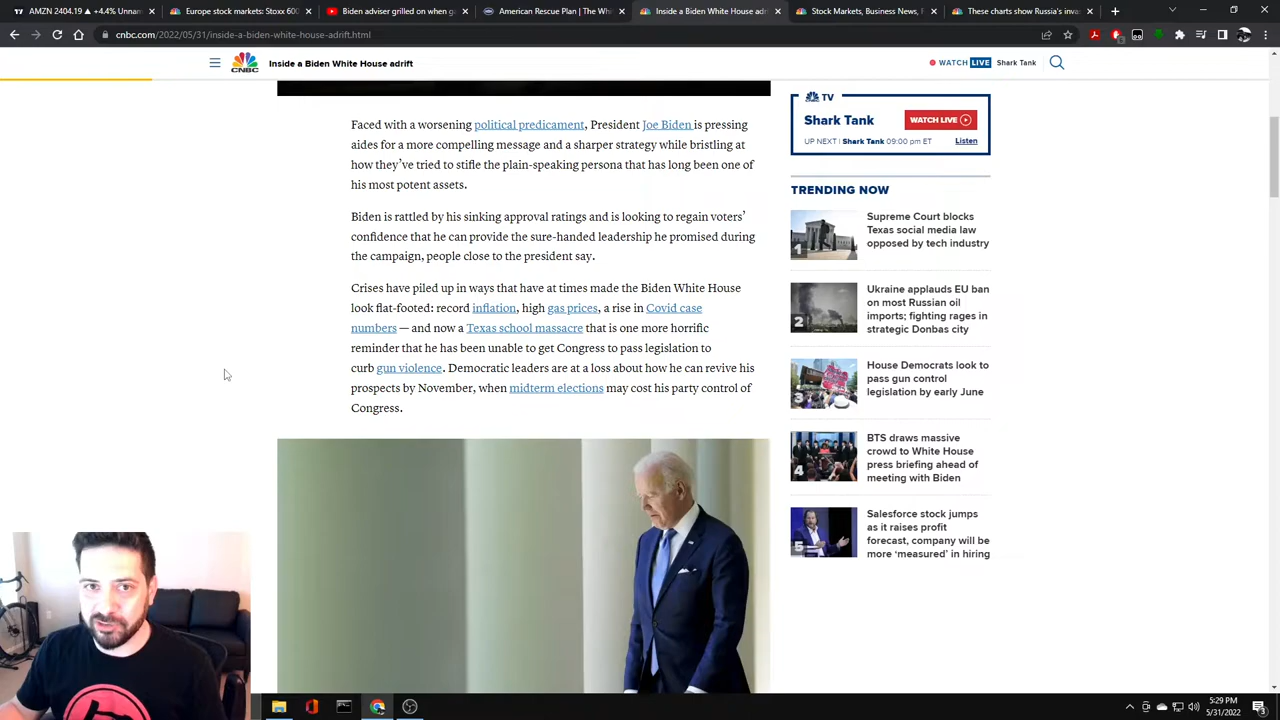 AMZN 2404.19 ▲ +4.4% Unnam
Europe stock markets: Stoxx 600
Biden adviser grilled on when g
American Rescue Plan | The Whi
Inside a Biden White House adri
Stock Markets, Business News, F
These charts show Russia's inva
cnbc.com/2022/05/31/inside-a-biden-white-house-adrift.html
CNBC
Inside a Biden White House adrift
WATCH LIVE Shark Tank
Faced with a worsening political predicament, President Joe Biden is pressing
aides for a more compelling message and a sharper strategy while bristling at
how they've tried to stifle the plain-speaking persona that has long been one of
his most potent assets.
Biden is rattled by his sinking approval ratings and is looking to regain voters'
confidence that he can provide the sure-handed leadership he promised during
the campaign, people close to the president say.
Crises have piled up in ways that have at times made the Biden White House
look flat-footed: record inflation, high gas prices, a rise in Covid case
numbers — and now a Texas school massacre that is one more horrific
reminder that he has been unable to get Congress to pass legislation to
curb gun violence. Democratic leaders are at a loss about how he can revive his
prospects by November, when midterm elections may cost his party control of
Congress.
TV
Shark Tank
WATCH LIVE
UP NEXT | Shark Tank 09:00 pm ET
Listen
TRENDING NOW
1
Supreme Court blocks
Texas social media law
opposed by tech industry
2
Ukraine applauds EU ban
on most Russian oil
imports; fighting rages in
strategic Donbas city
3
House Democrats look to
pass gun control
legislation by early June
4
BTS draws massive
crowd to White House
press briefing ahead of
meeting with Biden
5
Salesforce stock jumps
as it raises profit
forecast, company will be
more 'measured' in hiring
5:29 PM
5/31/2022